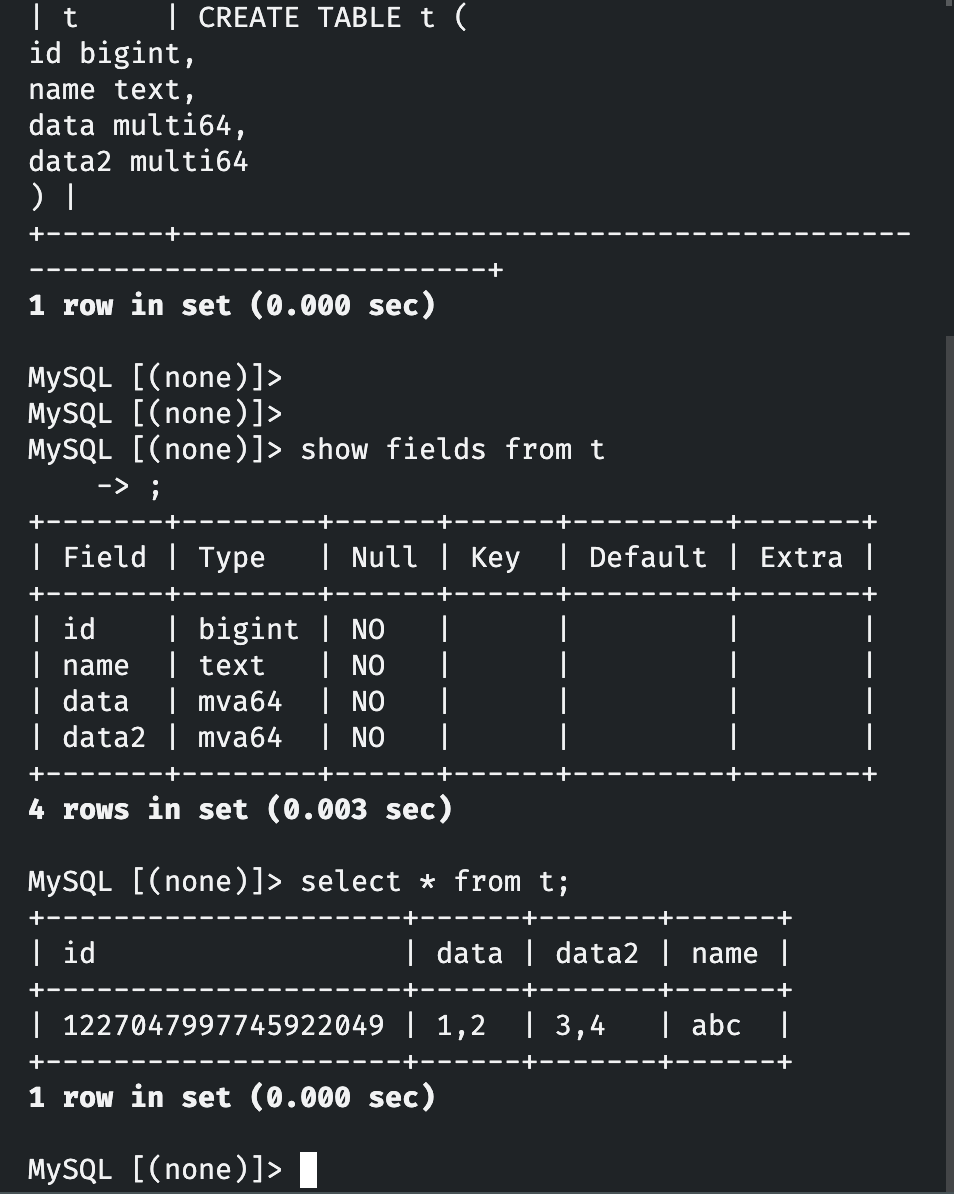 | t     | CREATE TABLE t (
id bigint,
name text,
data multi64,
data2 multi64
) |
+-------+-------------------------------------------
---------------------------+
1 row in set (0.000 sec)

MySQL [(none)]>
MySQL [(none)]>
MySQL [(none)]> show fields from t
    -> ;
+-------+--------+------+------+---------+-------+
| Field | Type   | Null | Key  | Default | Extra |
+-------+--------+------+------+---------+-------+
| id    | bigint | NO   |      |         |       |
| name  | text   | NO   |      |         |       |
| data  | mva64  | NO   |      |         |       |
| data2 | mva64  | NO   |      |         |       |
+-------+--------+------+------+---------+-------+
4 rows in set (0.003 sec)

MySQL [(none)]> select * from t;
+---------------------+------+-------+------+
| id                  | data | data2 | name |
+---------------------+------+-------+------+
| 1227047997745922049 | 1,2  | 3,4   | abc  |
+---------------------+------+-------+------+
1 row in set (0.000 sec)

MySQL [(none)]>